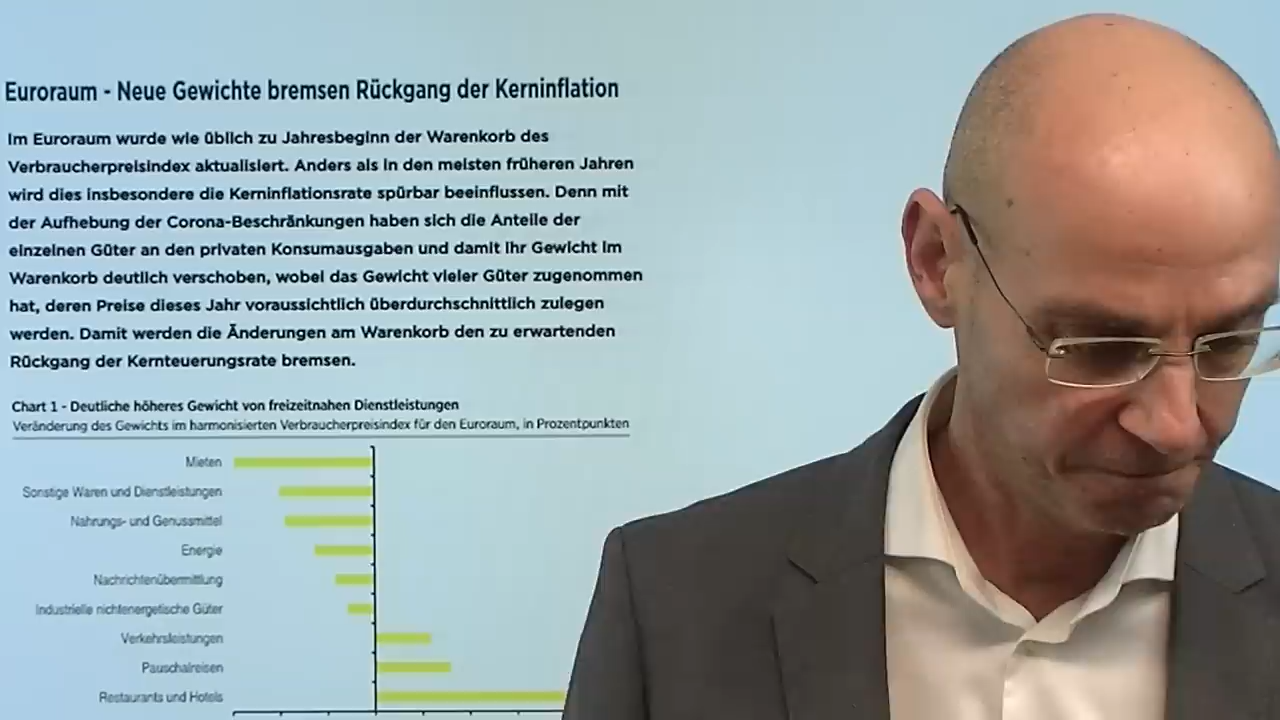 Euroraum - Neue Gewichte bremsen Rückgang der Kerninflation
Im Euroraum wurde wie üblich zu Jahresbeginn der Warenkorb des
Verbraucherpreisindex aktualisiert. Anders als in den meisten früheren Jahren
wird dies insbesondere die Kerninflationsrate spürbar beeinflussen. Denn mit
der Aufhebung der Corona-Beschränkungen haben sich die Anteile der
einzelnen Güter an den privaten Konsumausgaben und damit ihr Gewicht im
Warenkorb deutlich verschoben, wobei das Gewicht vieler Güter zugenommen
hat, deren Preise dieses Jahr voraussichtlich überdurchschnittlich zulegen
werden. Damit werden die Änderungen am Warenkorb den zu erwartenden
Rückgang der Kernteuerungsrate bremsen.
Chart 1 - Deutliche höheres Gewicht von freizeitnahen Dienstleistungen
Veränderung des Gewichts im harmonisierten Verbraucherpreisindex für den Euroraum, in Prozentpunkten
Mieten
Sonstige Waren und Dienstleistungen
Nahrungs- und Genussmittel
Energie
Nachrichtenübermittlung
Industrielle nichtenergetische Güter
Verkehrsleistungen
Pauschalreisen
Restaurants und Hotels